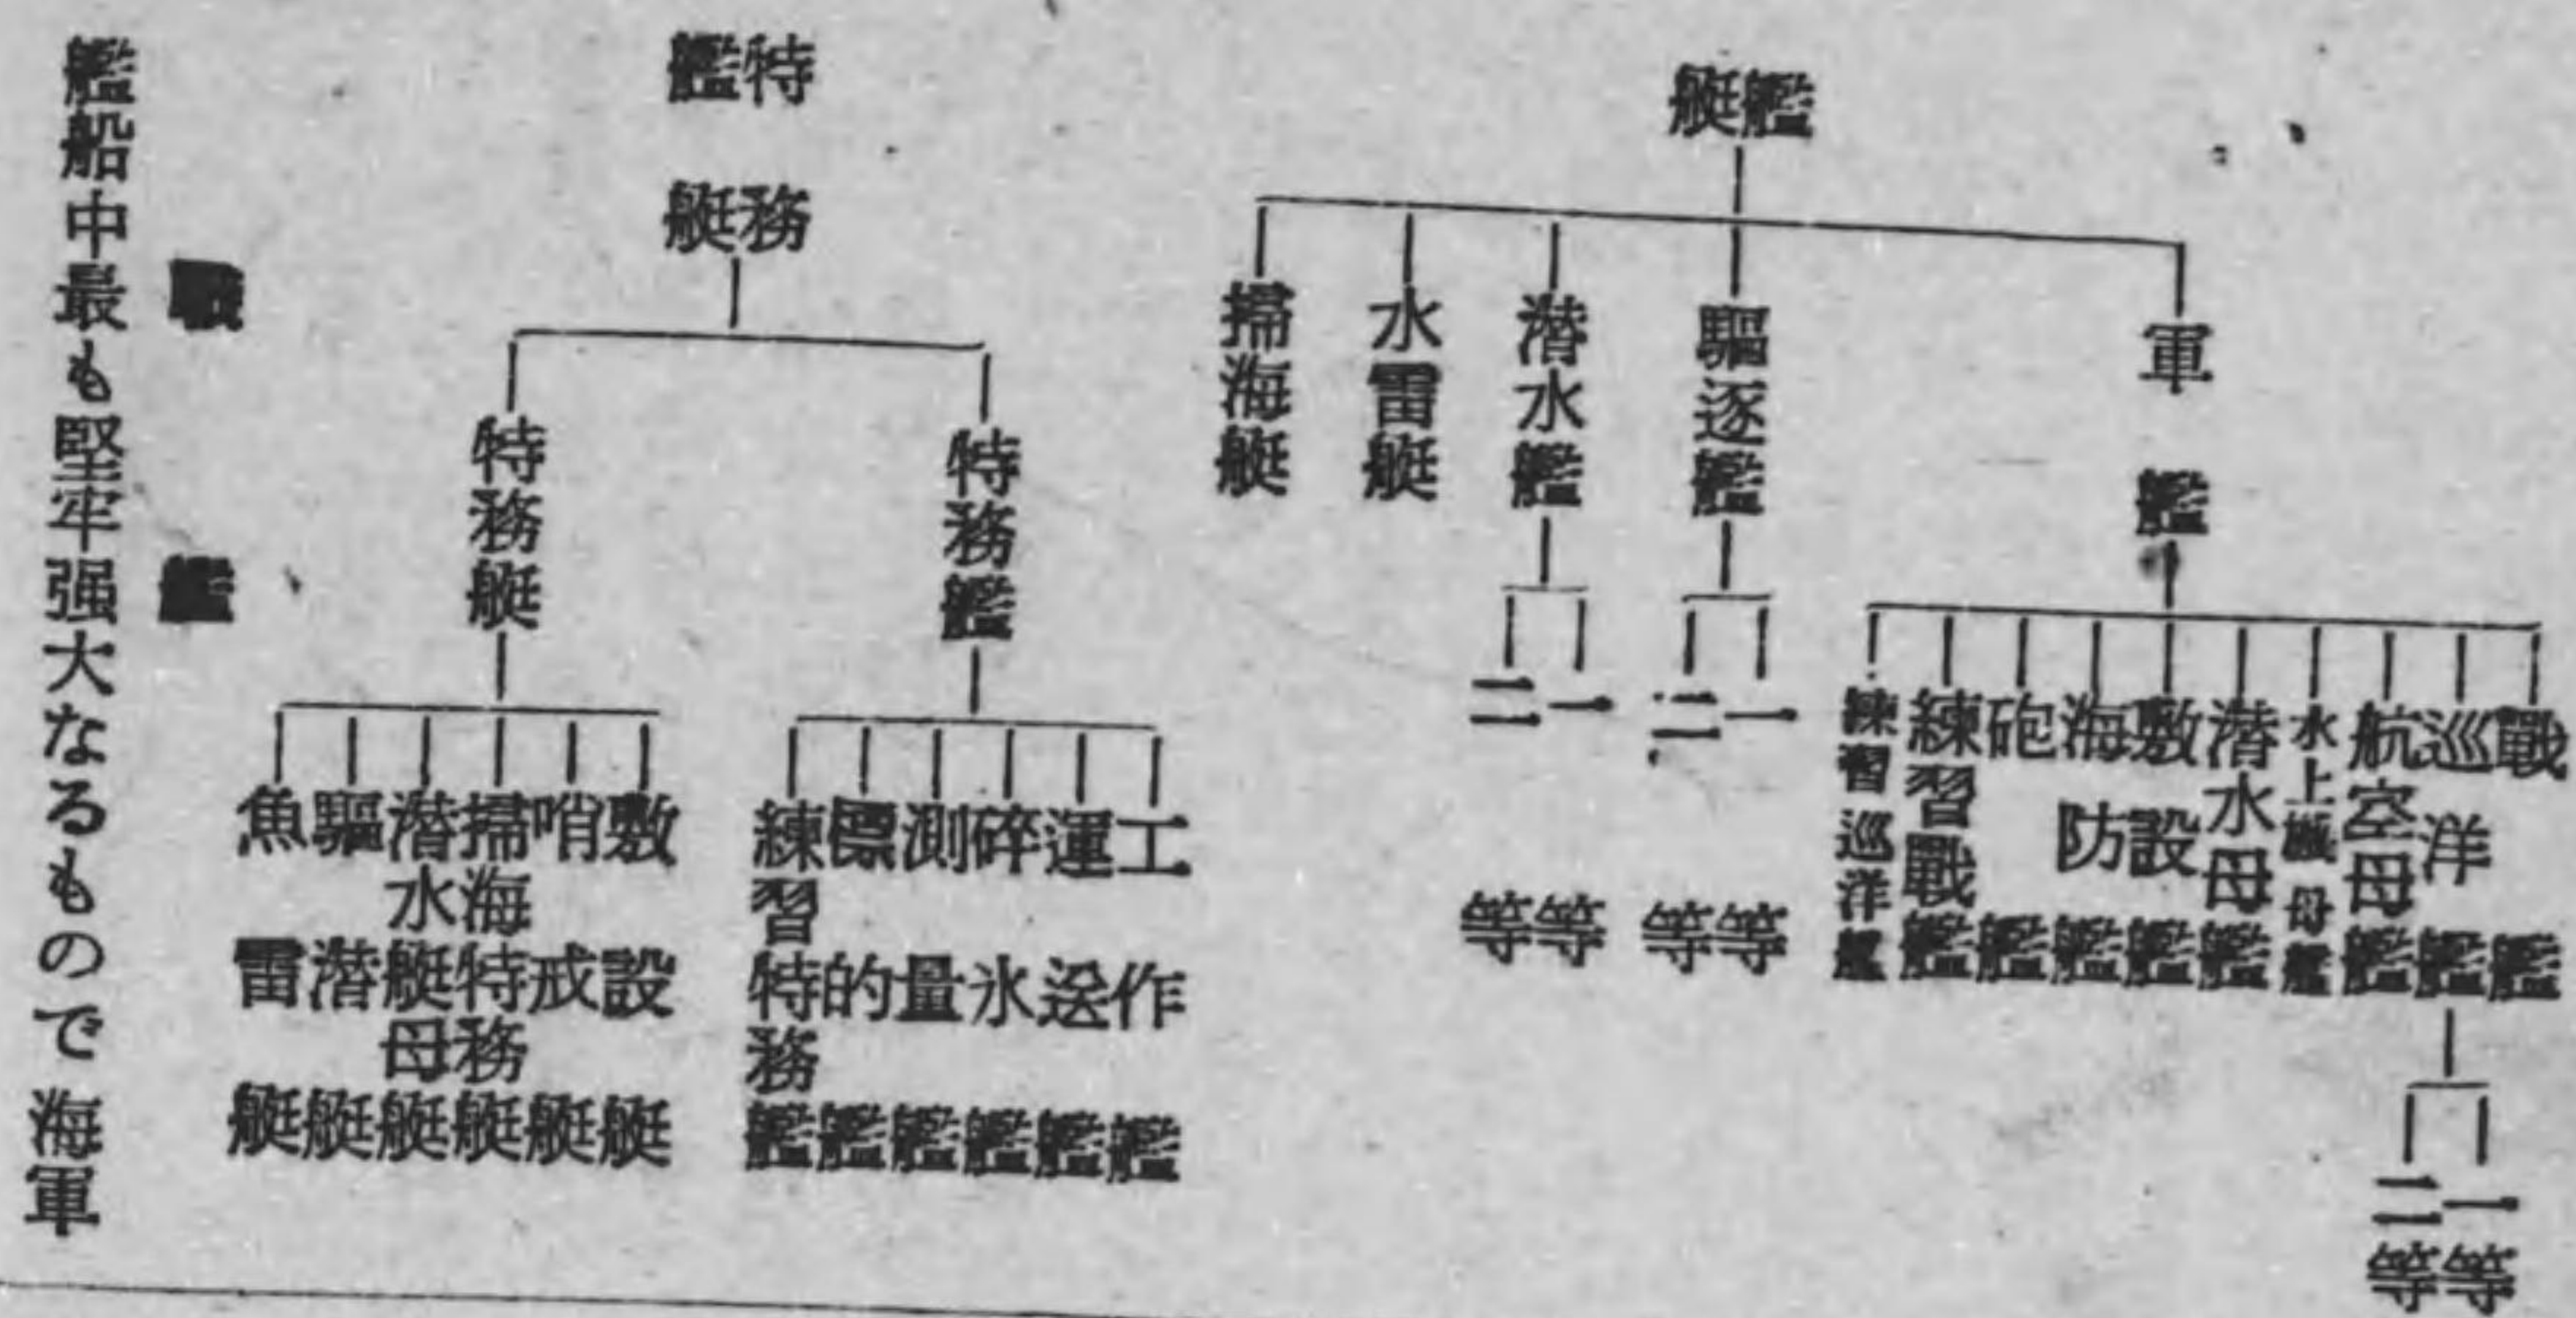 艦艇
軍艦
戰艦
巡洋艦
一等
二等
航空母艦
水上機母艦
潜水母艦
敷設艦
海防艦
砲艦
練習戰艦
練習巡洋艦
驅逐艦
一等
二等
潜水艦
一等
二等
水雷艇
掃海艇
特務
艦艇
特務艦
工作艦
運送艦
碎氷艦
測量艦
標的艦
練習特務艦
特務艇
敷設艇
哨戒艇
掃海特務艇
潜水艇母艇
驅潜艇
魚雷艇
戰艦
艦船中最も堅牢强大なるもので海軍